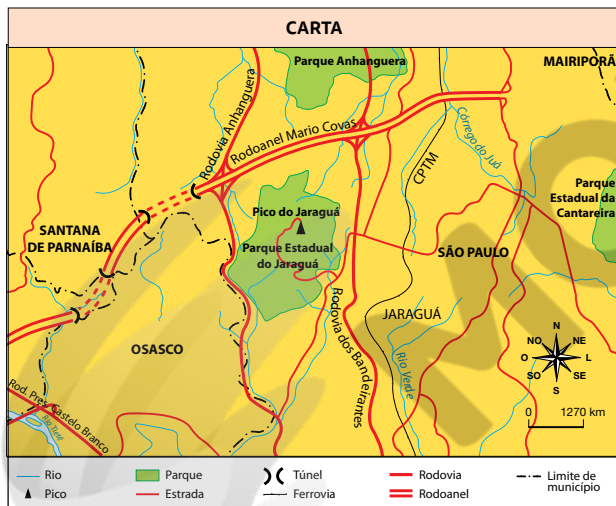 CARTA
Parque Anhanguera
MAIRIPORÃ
Rodovia Anhanguera
Rodoanel Mario Covas
Córrego do Juá
CPTM
Parque
Estadual da
Cantareira
Pico do Jaraguá
Parque Estadual
do Jaraguá
SANTANA
DE PARNAÍBA
SÃO PAULO
JARAGUÁ
OSASCO
Rodovia dos Bandeirantes
Rio Verde
N
NO
NE
O
L
SO
SE
S
0 1270 km
Rod. Pres. Castelo Branco
Rio Tietê
Rio
Parque
Túnel
Rodovia
Limite de
município
Pico
Estrada
Ferrovia
Rodoanel